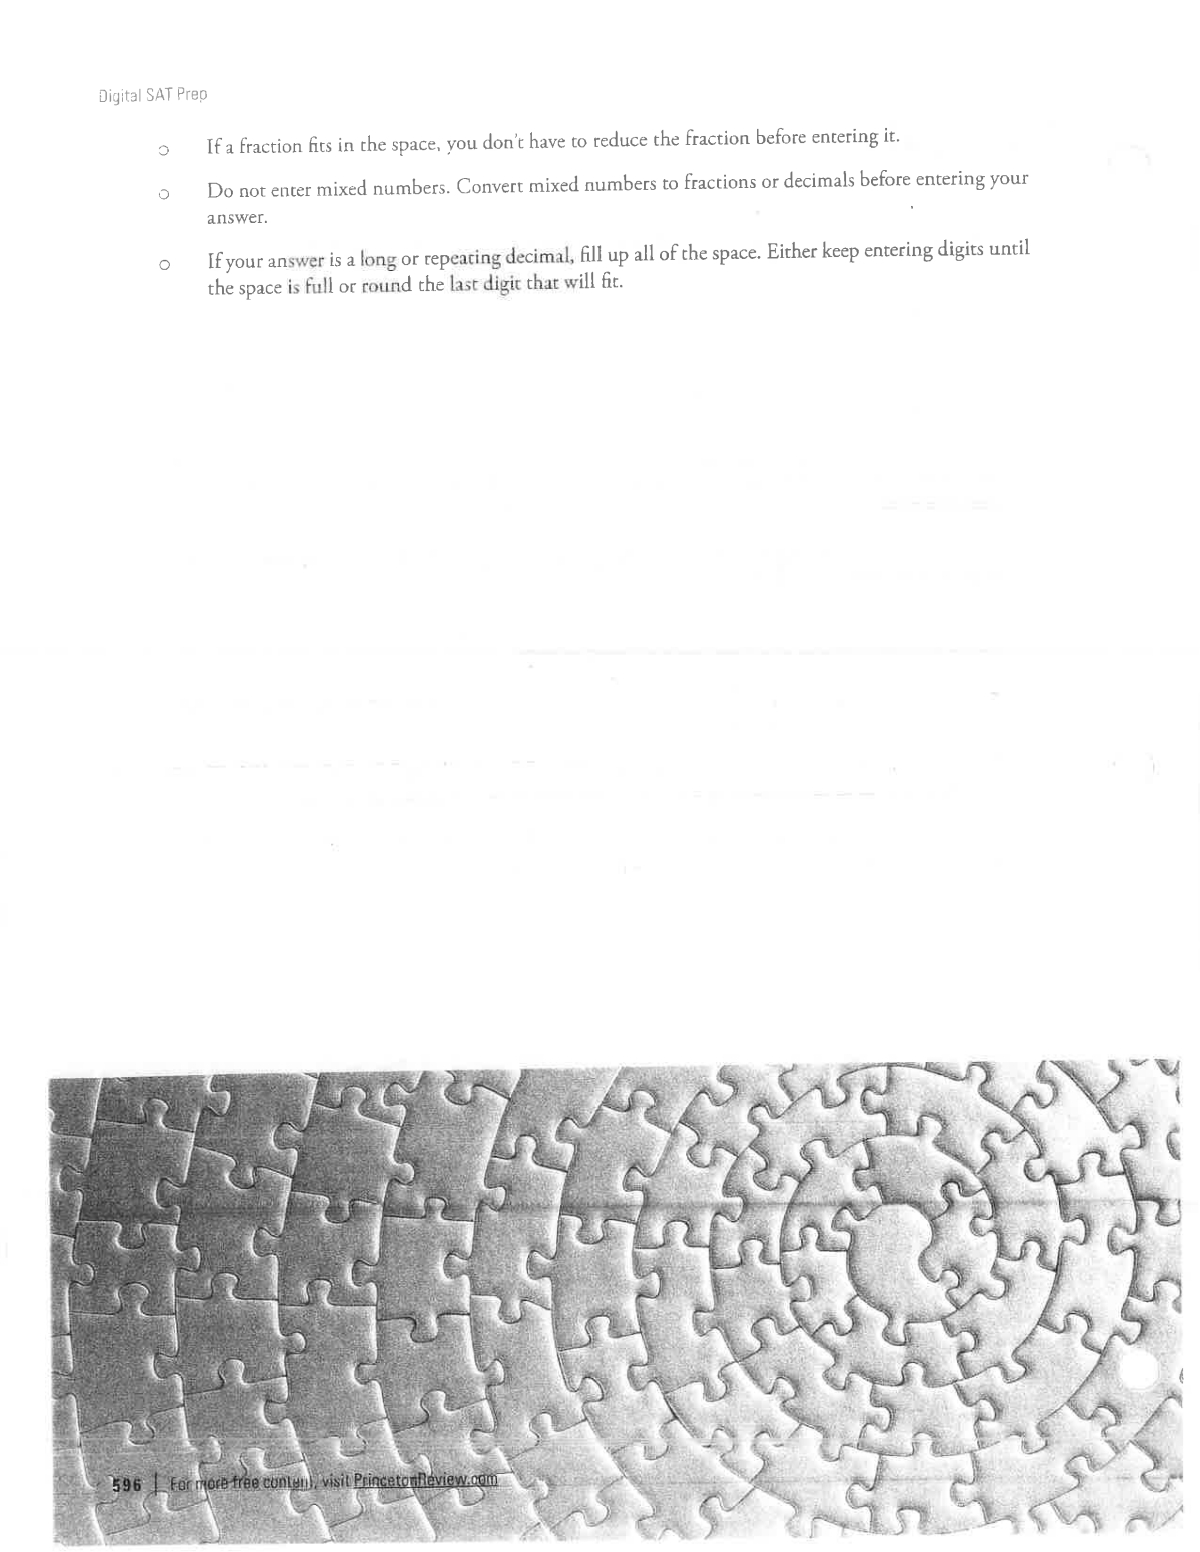 Digital SAT Prep
○ If a fraction fits in the space, you don't have to reduce the fraction before entering it.
○ Do not enter mixed numbers. Convert mixed numbers to fractions or decimals before entering your
answer.
○ If your answer is a long or repeating decimal, fill up all of the space. Either keep entering digits until
the space is full or round the last digit that will fit.
596 | For more free content, visit PrincetonReview.com